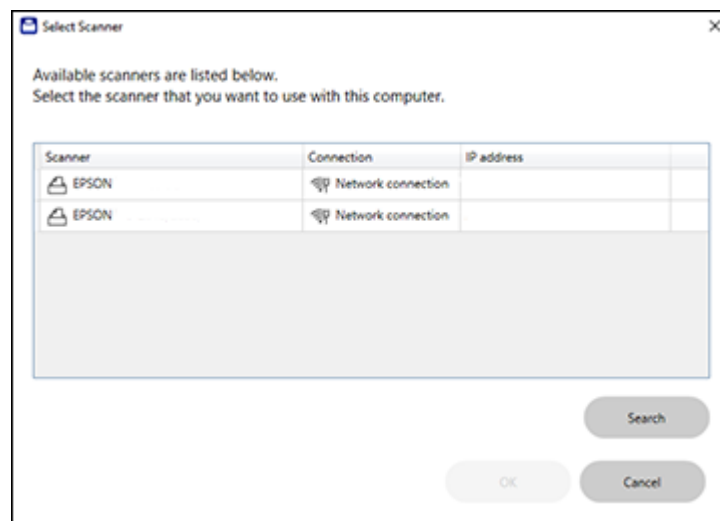 Select Scanner
Available scanners are listed below.
Select the scanner that you want to use with this computer.
Scanner Connection IP address
EPSON Network connection
EPSON Network connection
Search
OK Cancel